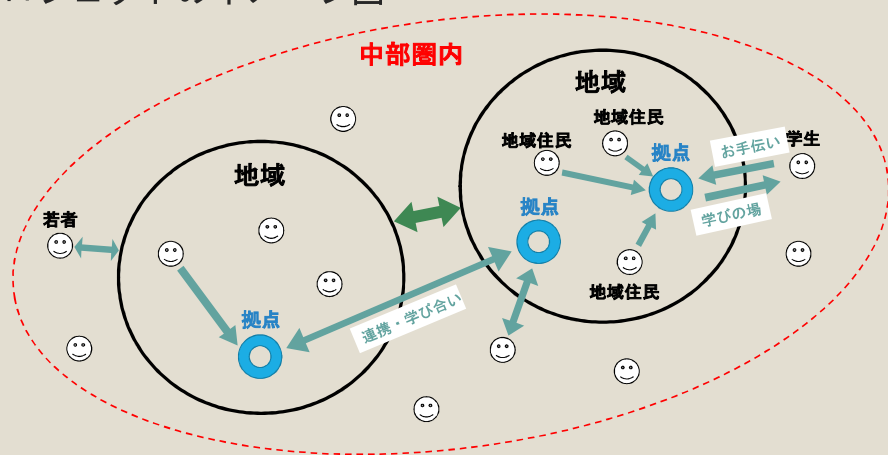 中部圏内
地域
地域住民
地域住民
拠点
お手伝い
学生
学びの場
拠点
地域住民
地域
若者
拠点
連携・学び合い